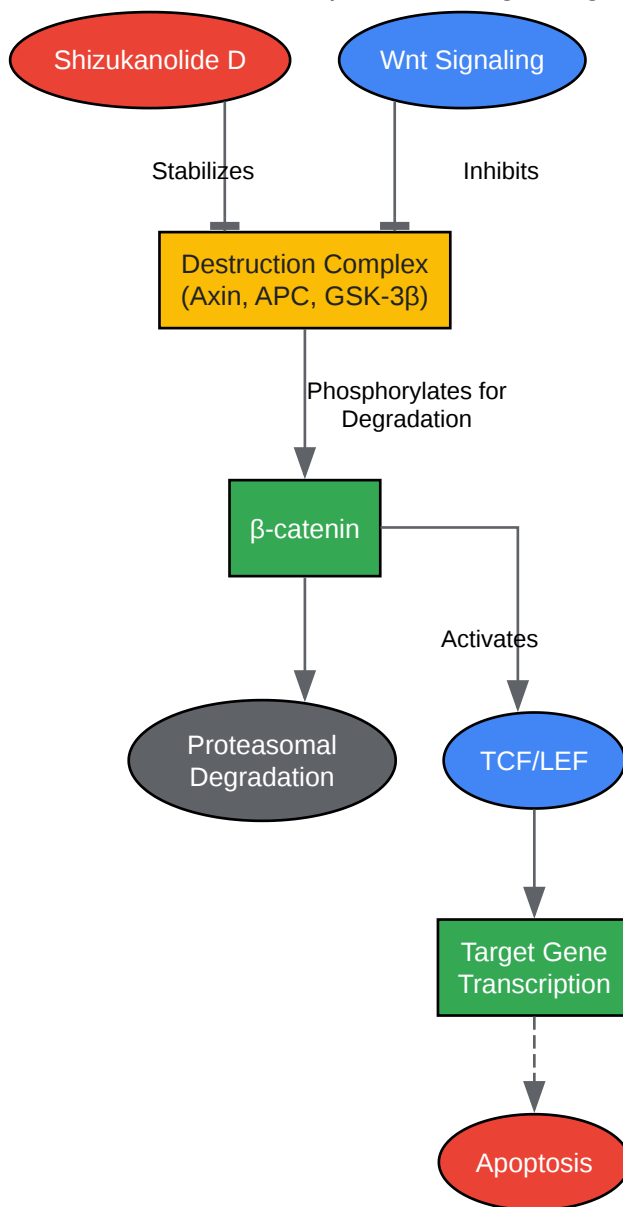 Shizukanolide D
Wnt Signaling
Stabilizes
Inhibits
Destruction Complex
(Axin, APC, GSK-3β)
Phosphorylates for
Degradation
β-catenin
Activates
Proteasomal
Degradation
TCF/LEF
Target Gene
Transcription
Apoptosis